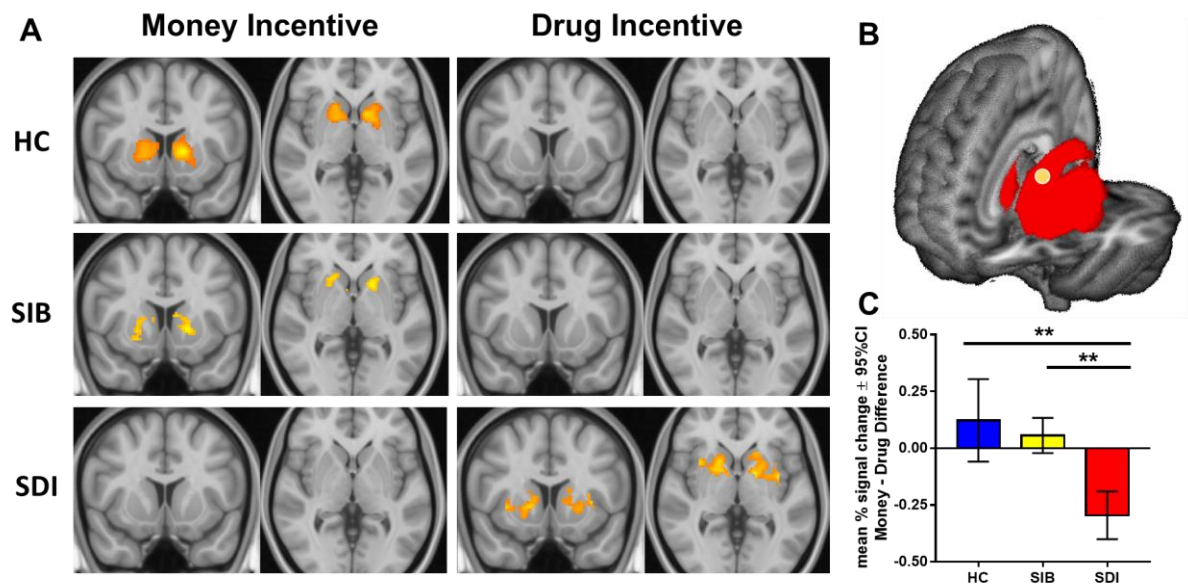 A
Money Incentive
Drug Incentive
HC
SIB
SDI
B
C
mean % signal change ± 95%CI
Money - Drug Difference
0.50
0.25
0.00
-0.25
-0.50
**
**
HC
SIB
SDI